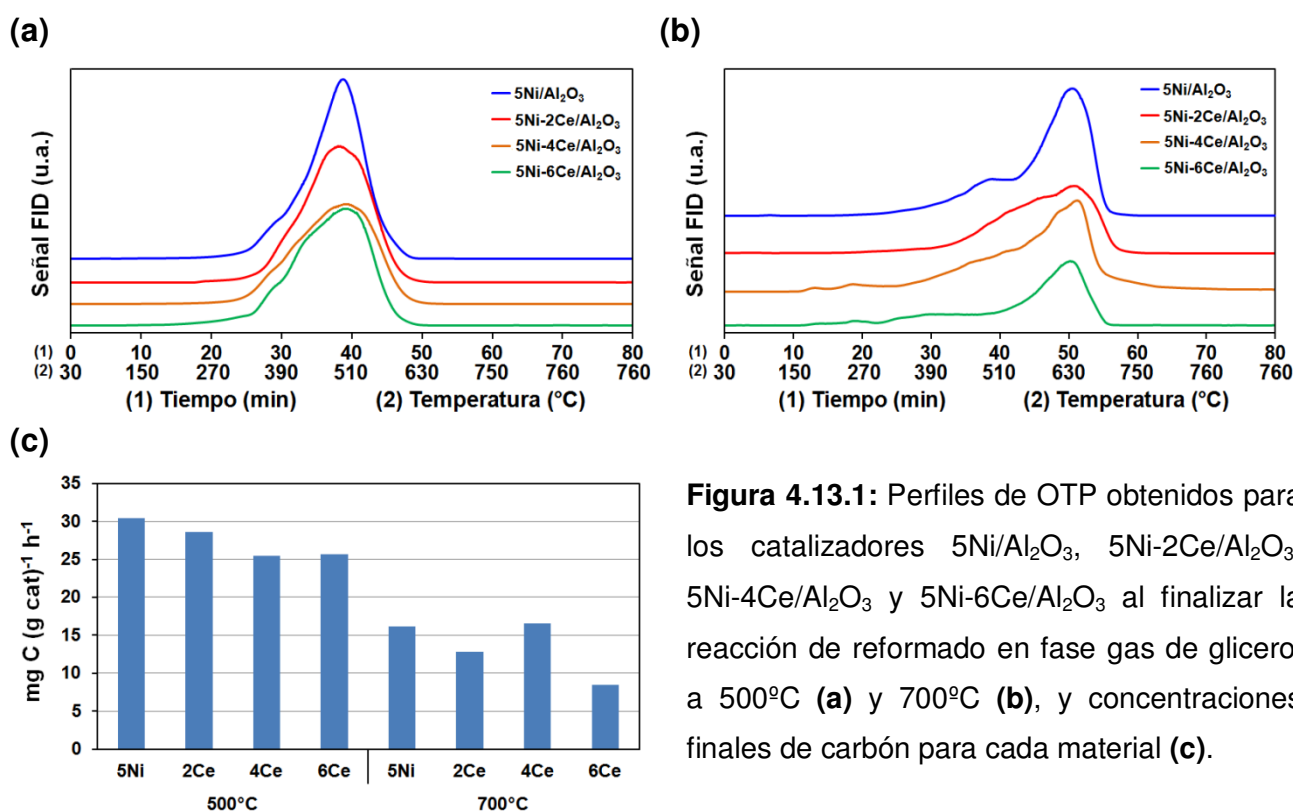 (a)
5Ni/Al₂O₃
5Ni-2Ce/Al₂O₃
5Ni-4Ce/Al₂O₃
5Ni-6Ce/Al₂O₃
Señal FID (u.a.)
(1) 0 10 20 30 40 50 60 70 80
(2) 30 150 270 390 510 630 750 760 760
(1) Tiempo (min) (2) Temperatura (°C)
(b)
5Ni/Al₂O₃
5Ni-2Ce/Al₂O₃
5Ni-4Ce/Al₂O₃
5Ni-6Ce/Al₂O₃
Señal FID (u.a.)
(1) 0 10 20 30 40 50 60 70 80
(2) 30 130 270 390 510 630 750 760 760
(1) Tiempo (min) (2) Temperatura (°C)
(c)
mg C (g cat)⁻¹ h⁻¹
35
30
25
20
15
10
5
0
5Ni 2Ce 4Ce 6Ce 5Ni 2Ce 4Ce 6Ce
500°C 700°C
Figura 4.13.1: Perfiles de OTP obtenidos para
los catalizadores 5Ni/Al₂O₃, 5Ni-2Ce/Al₂O₃
5Ni-4Ce/Al₂O₃ y 5Ni-6Ce/Al₂O₃ al finalizar la
reacción de reformado en fase gas de glicero
a 500ºC (a) y 700ºC (b), y concentraciones
finales de carbón para cada material (c).